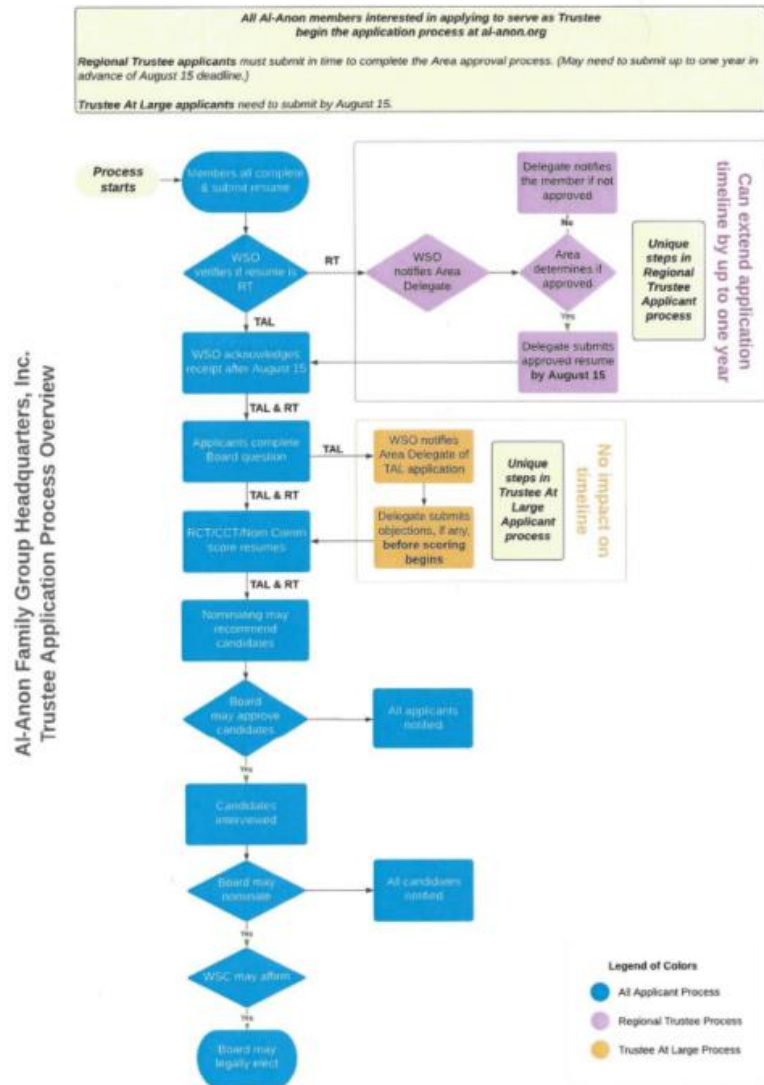 All Al-Anon members interested in applying to serve as Trustee
begin the application process at al-anon.org
Regional Trustee applicants must submit in time to complete the Area approval process. (May need to submit up to one year in
advance of August 15 deadline.)
Trustee At Large applicants need to submit by August 15.
Al-Anon Family Group Headquarters, Inc.
Trustee Application Process Overview
Process
starts
Members all complete
& submit resume
WSO
verifies if resume is
RT
RT
WSO
notifies Area
Delegate
Delegate notifies
the member if not
approved
No
Area
determines if
approved
Yes
Delegate submits
approved resume
by August 15
Unique
steps in
Regional
Trustee
Applicant
process
Can extend application
timeline by up to one year
TAL
WSO acknowledges
receipt after August 15
TAL & RT
Applicants complete
Board question
TAL
WSO notifies
Area Delegate of
TAL application
Delegate submits
objections, if any,
before scoring
begins
Unique
steps in
Trustee At
Large
Applicant
process
No impact on
timeline
TAL & RT
RCT/CCT/Nom Comm
score resumes
TAL & RT
Nominating may
recommend
candidates
Board
may approve
candidates
All applicants
notified
Yes
Candidates
interviewed
Board may
nominate
All candidates
notified
Yes
WSC may affirm
Yes
Board may
legally elect
Legend of Colors
All Applicant Process
Regional Trustee Process
Trustee At Large Process